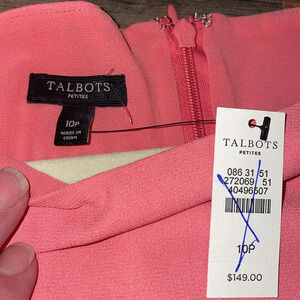 TALBOTS
PETITES
10P
MADE IN
CHINA
TALBOTS
PETITES
086 31 51
272069 51
40496507
10P
$149.00